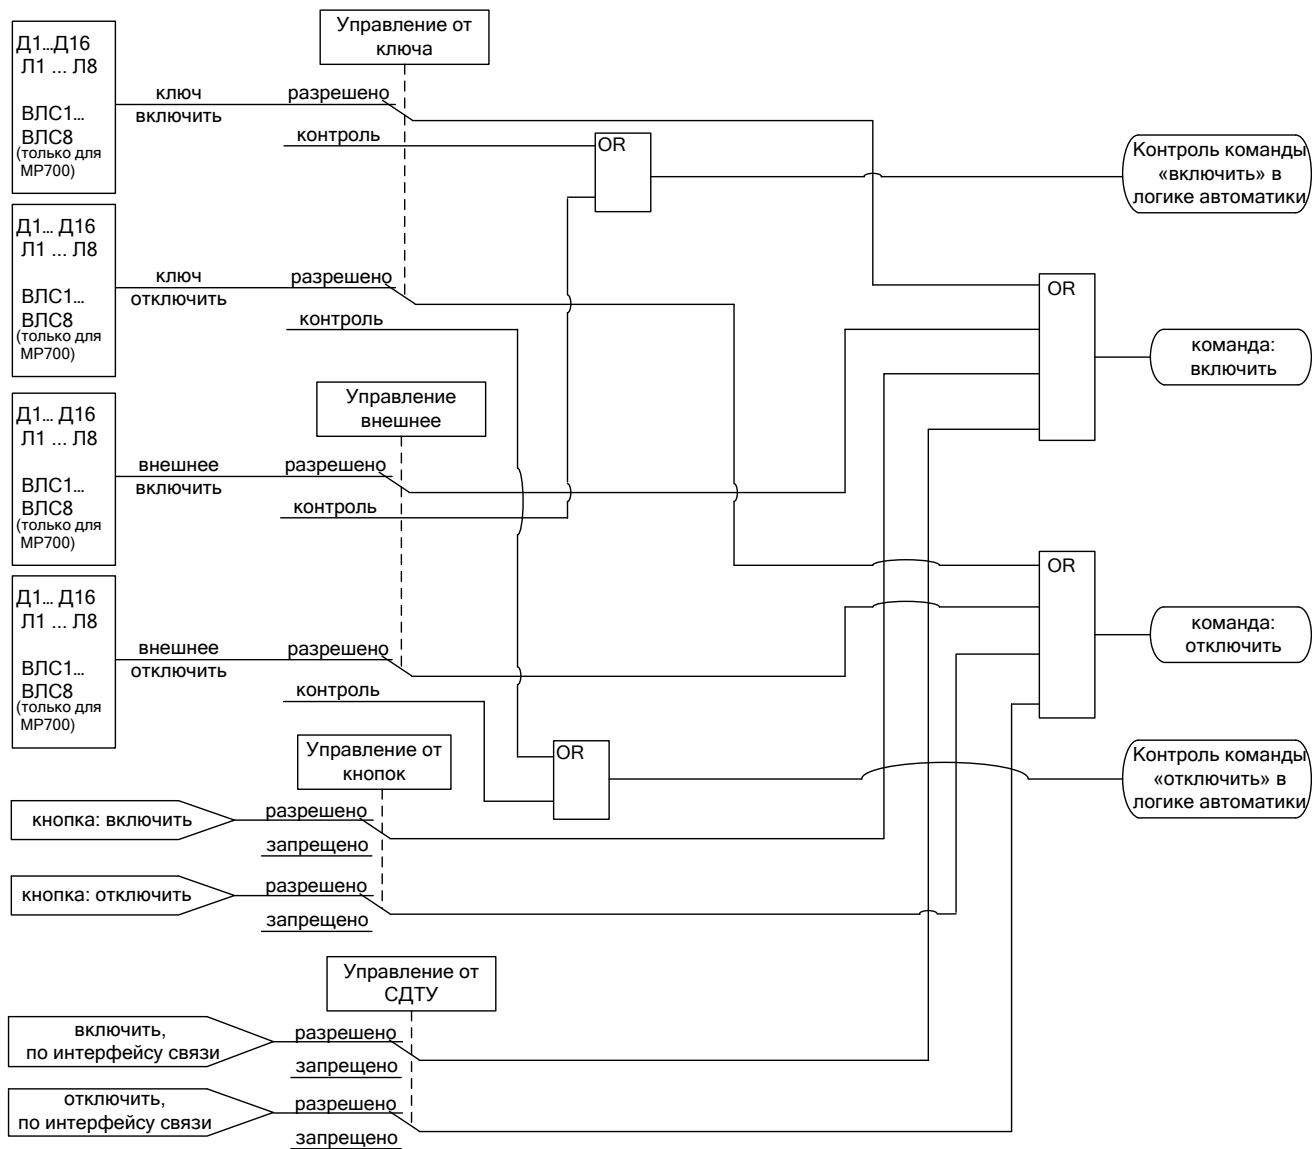 Управление от
ключа
Д1...Д16
Л1 ... Л8
ВЛС1...
ВЛС8
(только для
МР700)
ключ
включить
разрешено
контроль
OR
Контроль команды
«включить» в
логике автоматики
Д1... Д16
Л1 ... Л8
ВЛС1...
ВЛС8
(только для
МР700)
ключ
отключить
разрешено
контроль
OR
команда:
включить
Управление
внешнее
Д1... Д16
Л1 ... Л8
ВЛС1...
ВЛС8
(только для
МР700)
внешнее
включить
разрешено
контроль
OR
команда:
отключить
Д1... Д16
Л1 ... Л8
ВЛС1...
ВЛС8
(только для
МР700)
внешнее
отключить
разрешено
контроль
OR
Контроль команды
«отключить» в
логике автоматики
Управление от
кнопок
кнопка: включить
разрешено
запрещено
кнопка: отключить
разрешено
запрещено
Управление от
СДТУ
включить,
по интерфейсу связи
разрешено
запрещено
отключить,
по интерфейсу связи
разрешено
запрещено